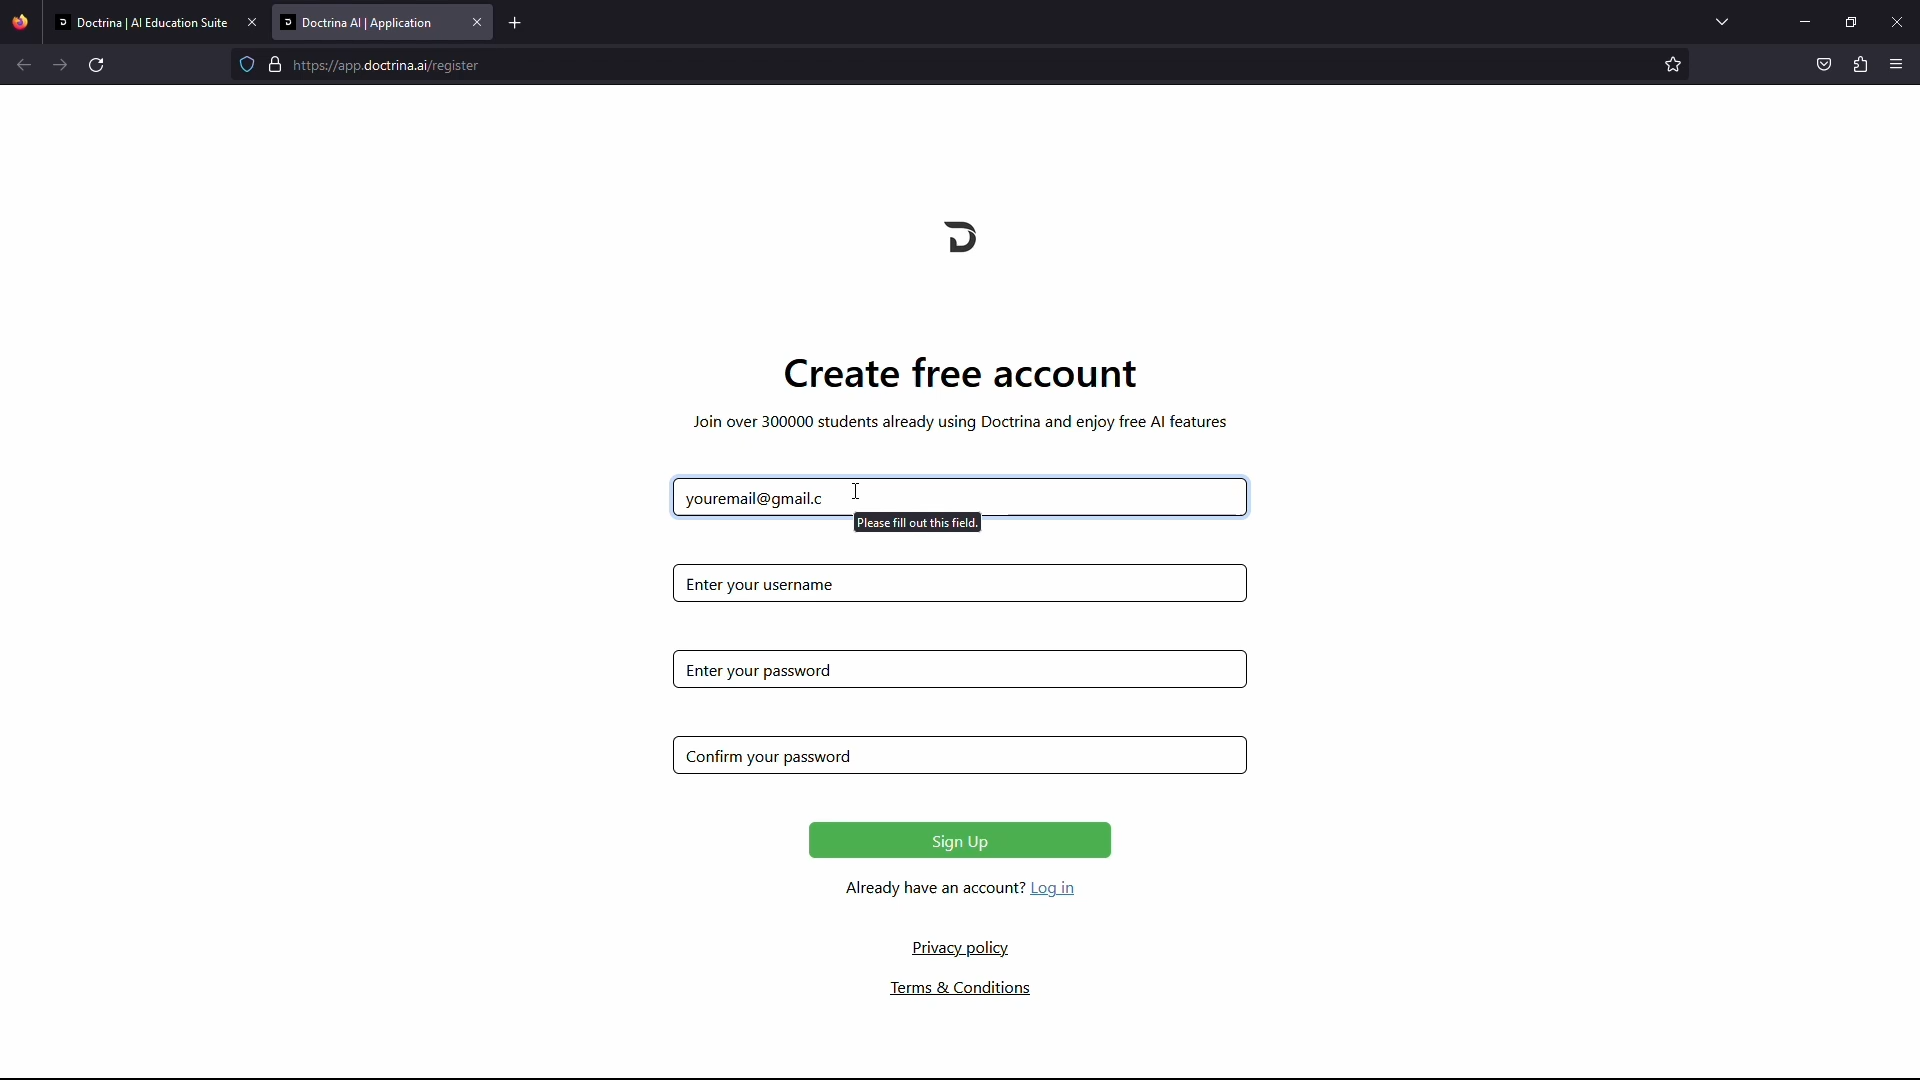 Doctrina | AI Education Suite
Doctrina AI | Application
https://app.doctrina.ai/register
Create free account
Join over 300000 students already using Doctrina and enjoy free AI features
youremail@gmail.c
Please fill out this field.
Enter your username
Enter your password
Confirm your password
Sign Up
Already have an account? Log in
Privacy policy
Terms & Conditions